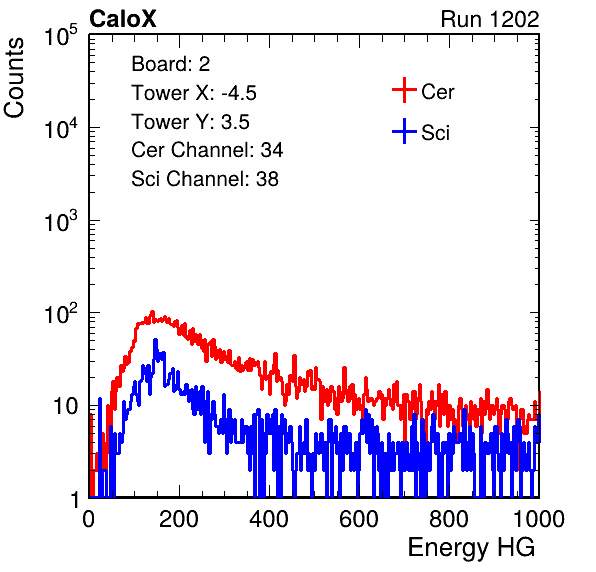 CaloX Run 1202
Counts
10^5
10^4
10^3
10^2
10
1
Board: 2
Tower X: -4.5
Tower Y: 3.5
Cer Channel: 34
Sci Channel: 38
Cer
Sci
0 200 400 600 800 1000
Energy HG